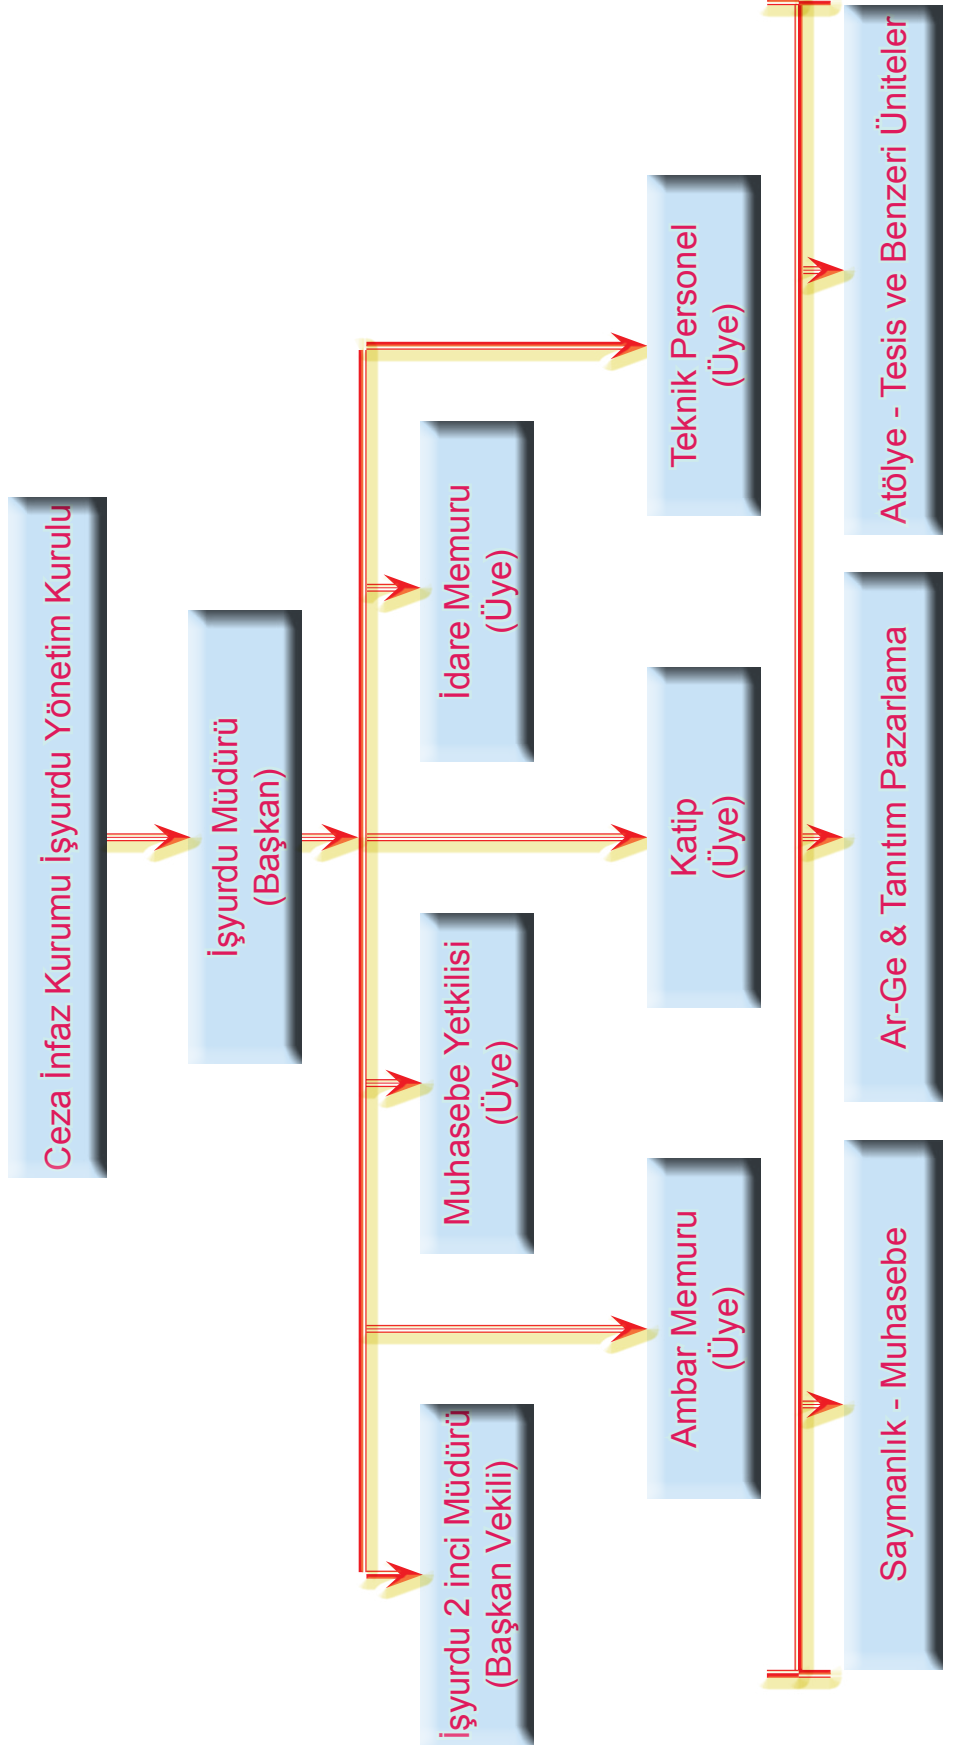 Ceza İnfaz Kurumu İşyurdu Yönetim Kurulu
İşyurdu Müdürü
(Başkan)
İşyurdu 2 inci Müdürü
(Başkan Vekili)
Muhasebe Yetkilisi
(Üye)
İdare Memuru
(Üye)
Ambar Memuru
(Üye)
Katip
(Üye)
Teknik Personel
(Üye)
Saymanlık - Muhasebe
Ar-Ge & Tanıtım Pazarlama
Atölye - Tesis ve Benzeri Üniteler